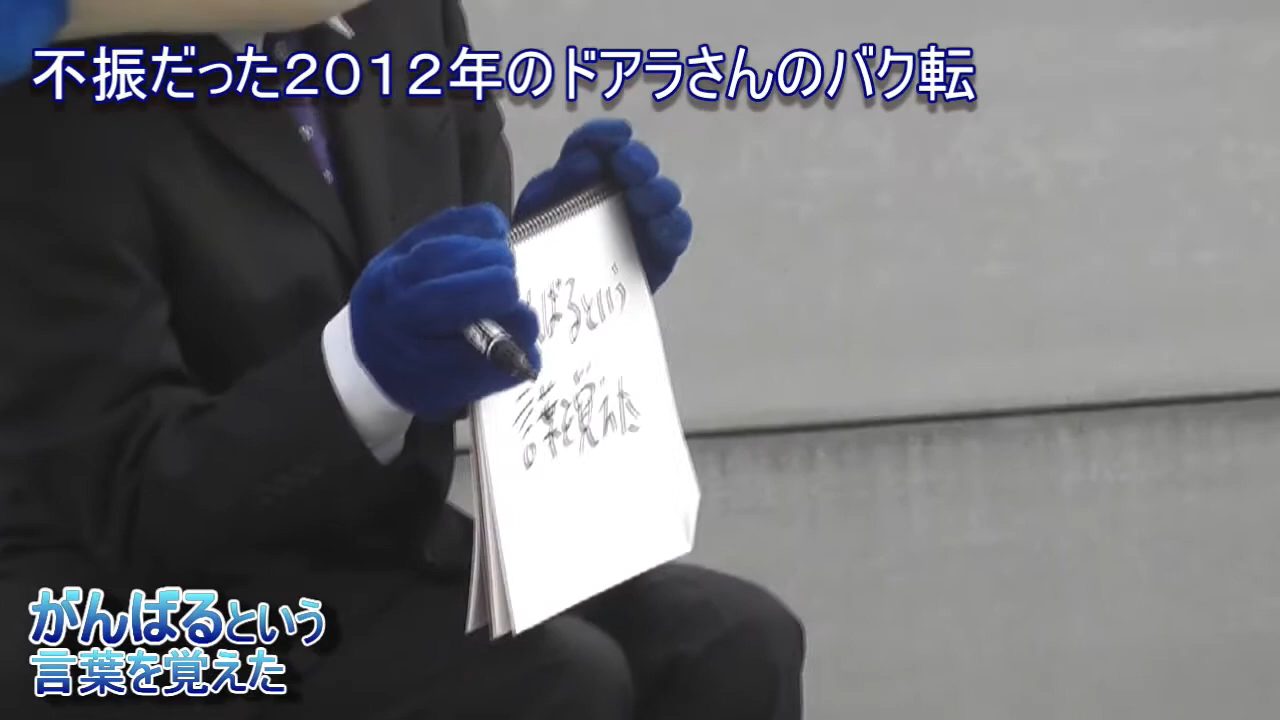 不振だった２０１２年のドアラさんのバク転
んばるという
言葉を覚えた
がんばるという
言葉を覚えた